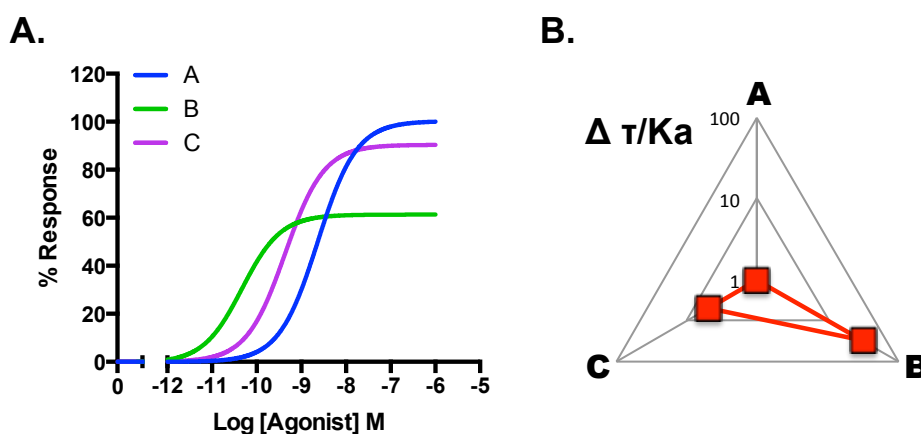 A.
B.
120
100
80
60
40
20
0
% Response
A
B
C
0
-12
-11
-10
-9
-8
-7
-6
-5
Log [Agonist] M
A
Δ τ/Ka
100
10
1
C
B